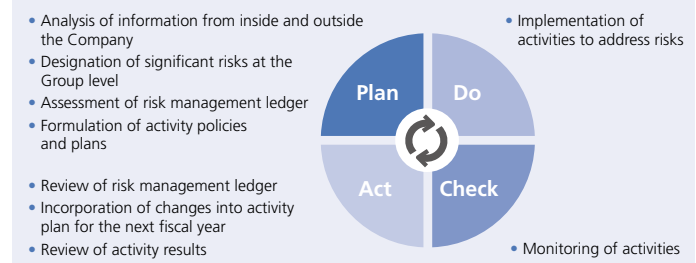 • Analysis of information from inside and outside
the Company
• Designation of significant risks at the
Group level
• Assessment of risk management ledger
• Formulation of activity policies
and plans
Plan
Do
• Implementation of
activities to address risks
• Review of risk management ledger
• Incorporation of changes into activity
plan for the next fiscal year
• Review of activity results
Act
Check
• Monitoring of activities